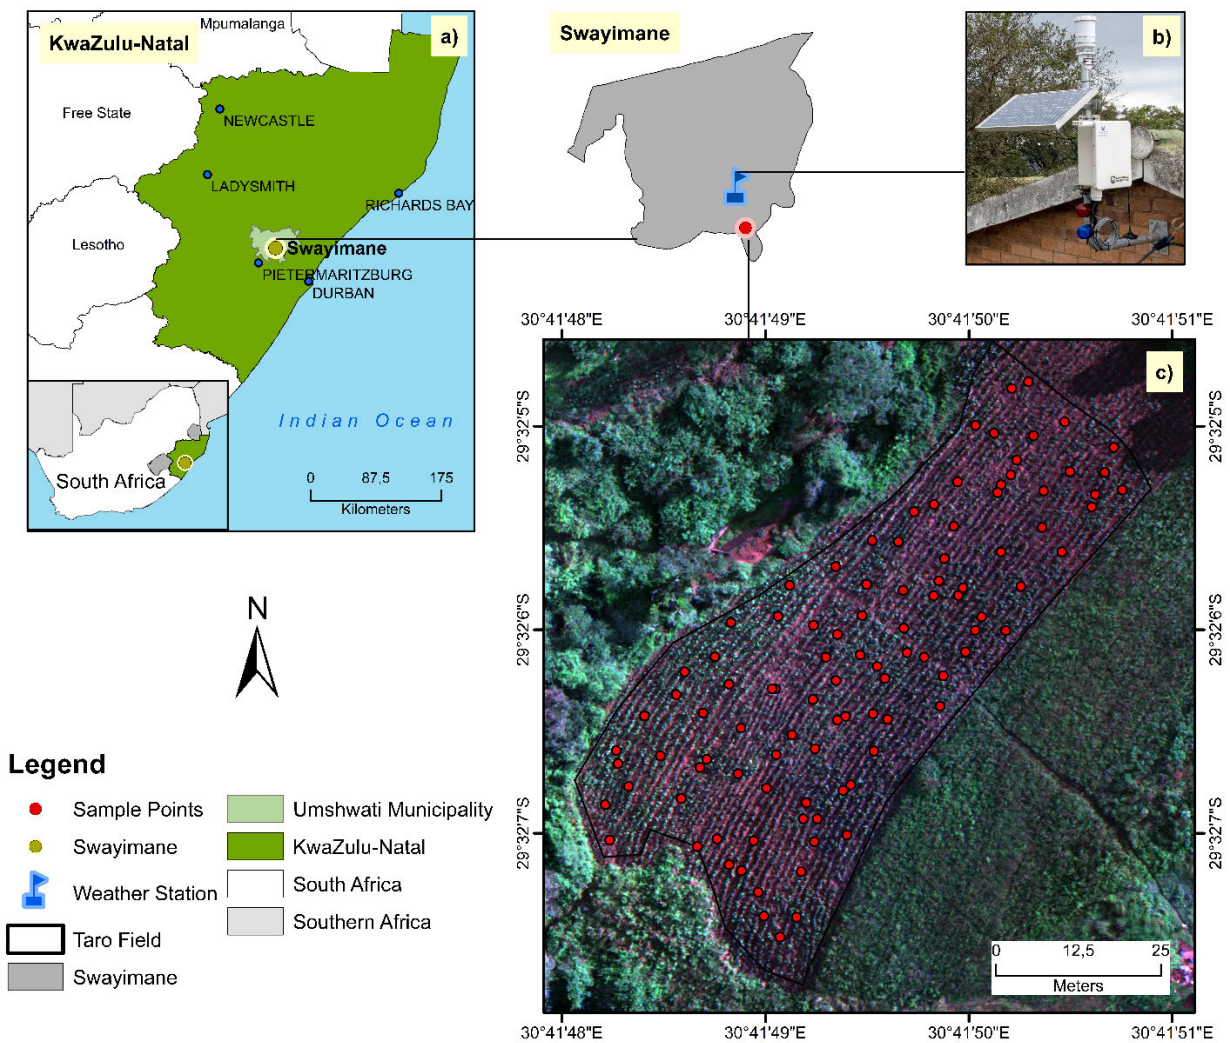 KwaZulu-Natal
a)
Mpumalanga
Free State
NEWCASTLE
LADYSMITH
RICHARDS BAY
Lesotho
Swayimane
PIETERMARITZBURG
DURBAN
Indian Ocean
0 87,5 175
Kilometers
South Africa
Swayimane
b)
30°41'48"E 30°41'49"E 30°41'50"E 30°41'51"E
c)
29°32'5"S
29°32'6"S
29°32'7"S
29°32'5"S
29°32'6"S
29°32'7"S
0 12,5 25
Meters
30°41'48"E 30°41'49"E 30°41'50"E 30°41'51"E
N
Legend
Sample Points
Swayimane
Weather Station
Taro Field
Swayimane
Umshwati Municipality
KwaZulu-Natal
South Africa
Southern Africa